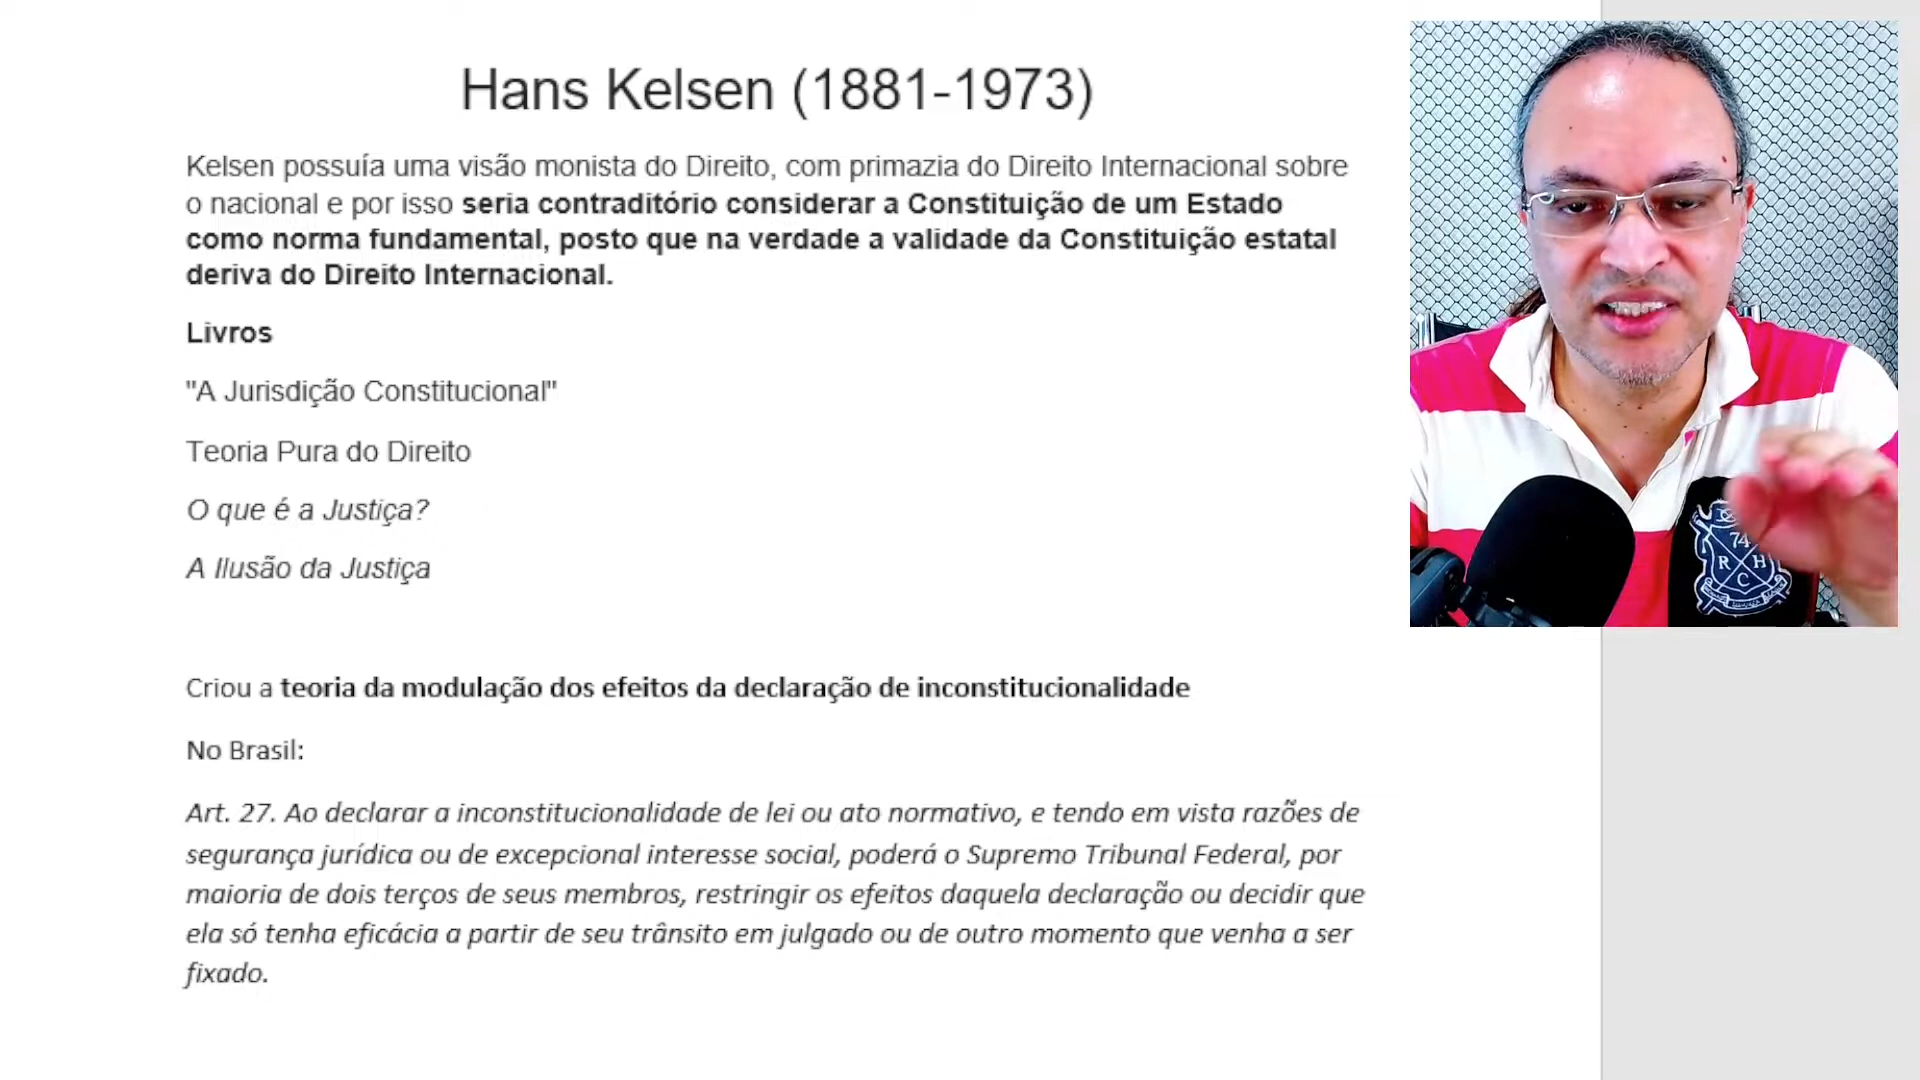 Hans Kelsen (1881-1973)
Kelsen possuía uma visão monista do Direito, com primazia do Direito Internacional sobre
o nacional e por isso seria contraditório considerar a Constituição de um Estado
como norma fundamental, posto que na verdade a validade da Constituição estatal
deriva do Direito Internacional.
Livros
"A Jurisdição Constitucional"
Teoria Pura do Direito
O que é a Justiça?
A Ilusão da Justiça
Criou a teoria da modulação dos efeitos da declaração de inconstitucionalidade
No Brasil:
Art. 27. Ao declarar a inconstitucionalidade de lei ou ato normativo, e tendo em vista razões de
segurança jurídica ou de excepcional interesse social, poderá o Supremo Tribunal Federal, por
maioria de dois terços de seus membros, restringir os efeitos daquela declaração ou decidir que
ela só tenha eficácia a partir de seu trânsito em julgado ou de outro momento que venha a ser
fixado.
74
R H
C